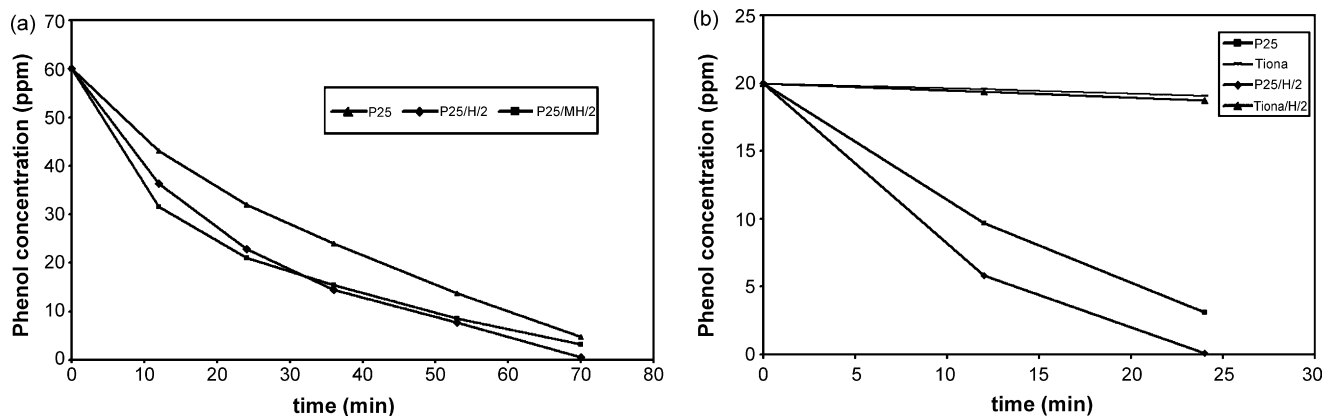 (a)
Phenol concentration (ppm)
70
60
50
40
30
20
10
0
P25 P25/H/2 P25/MH/2
0 10 20 30 40 50 60 70 80
time (min)
(b)
Phenol concentration (ppm)
25
20
15
10
5
0
P25
Tiona
P25/H/2
Tiona/H/2
0 5 10 15 20 25 30
time (min)